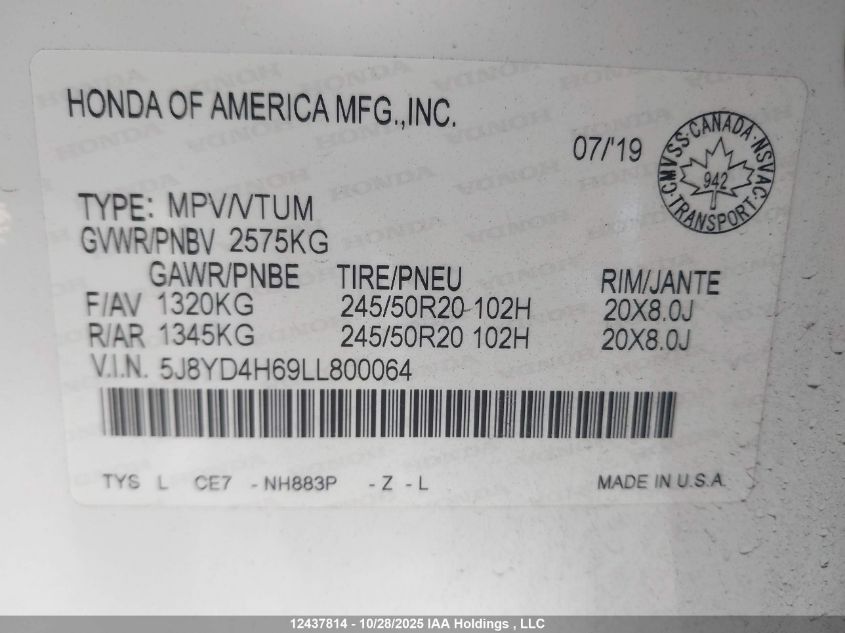 HONDA OF AMERICA MFG.,INC.
07/'19
CMVSS·CANADA·NSVAC·TRANSPORT
942
TYPE: MPV/VTUM
GVWR/PNBV 2575KG
GAWR/PNBE TIRE/PNEU RIM/JANTE
F/AV 1320KG 245/50R20 102H 20X8.0J
R/AR 1345KG 245/50R20 102H 20X8.0J
V.I.N. 5J8YD4H69LL800064
TYS L CE7 -NH883P -Z -L MADE IN U.S.A.
12437814 - 10/28/2025 IAA Holdings , LLC